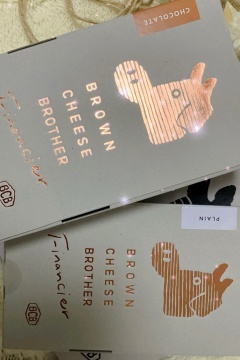 CHOCOLATE
BROWN
CHEESE
BROTHER
Financier
BCB
PLAIN
BROWN
CHEESE
BROTHER
Financier
BCB